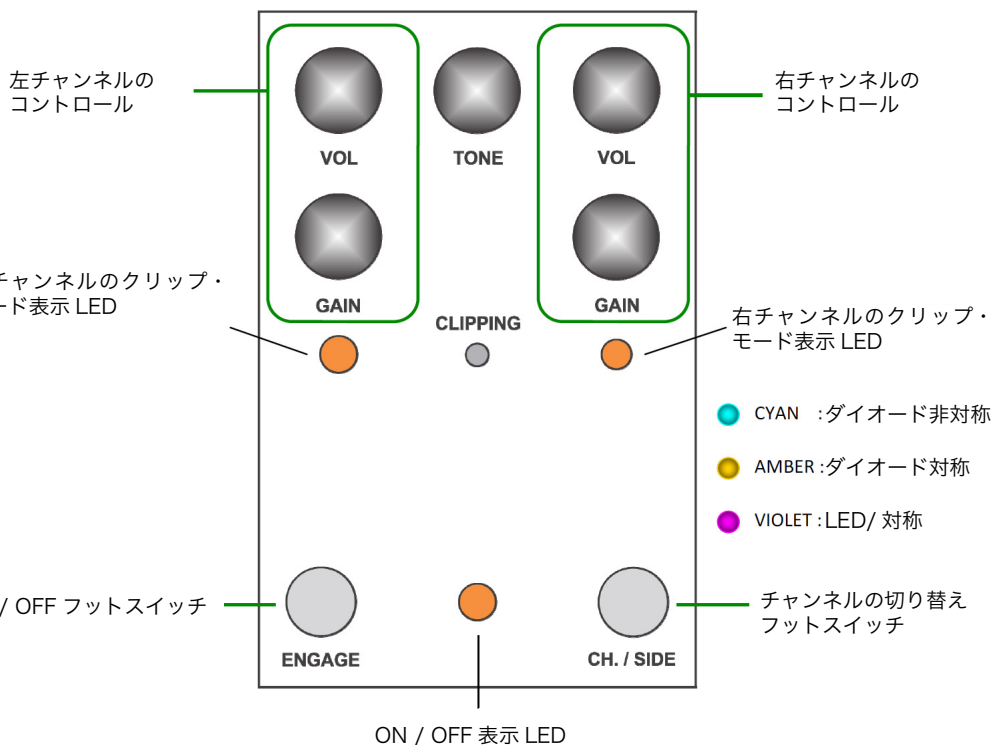 左チャンネルの
コントロール
右チャンネルの
コントロール
VOL
TONE
VOL
チャンネルのクリップ・
ード表示 LED
GAIN
GAIN
CLIPPING
右チャンネルのクリップ・
モード表示 LED
CYAN :ダイオード非対称
AMBER :ダイオード対称
VIOLET : LED/ 対称
/ OFF フットスイッチ
チャンネルの切り替え
フットスイッチ
ENGAGE
CH. / SIDE
ON / OFF 表示 LED